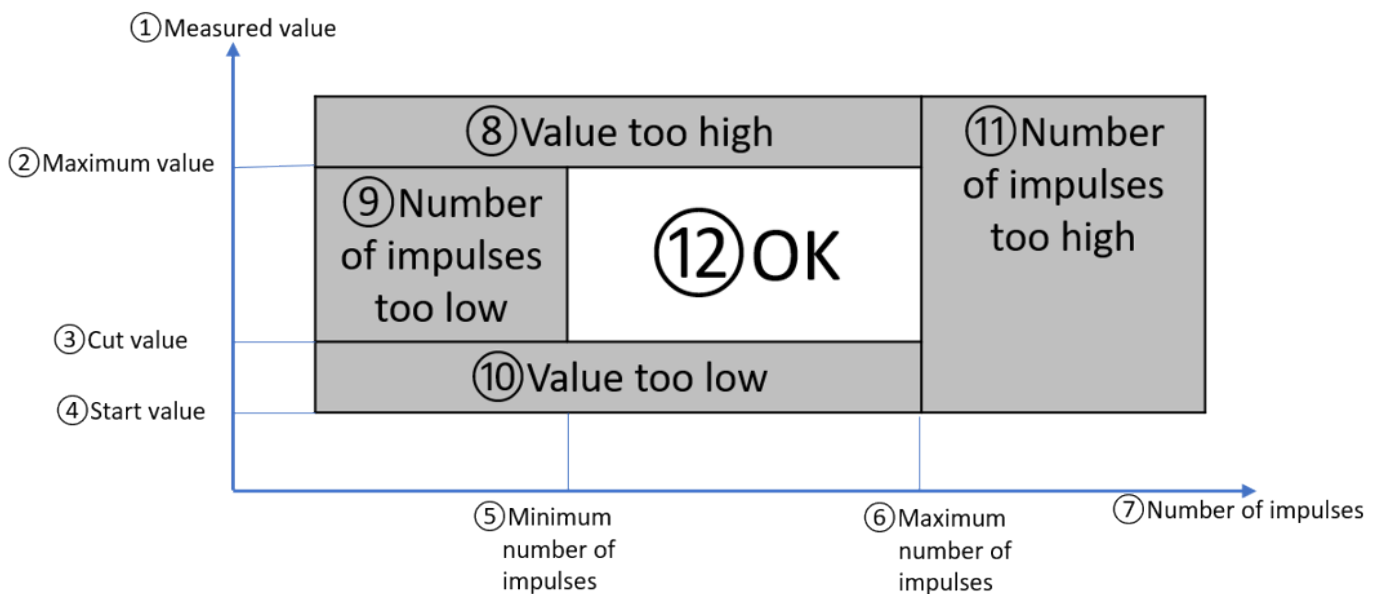 ①Measured value
⑧Value too high
⑪Number
of impulses
too high
②Maximum value
⑨Number
of impulses
too low
⑫OK
③Cut value
⑩Value too low
④Start value
⑤Minimum
number of
impulses
⑥Maximum
number of
impulses
⑦Number of impulses